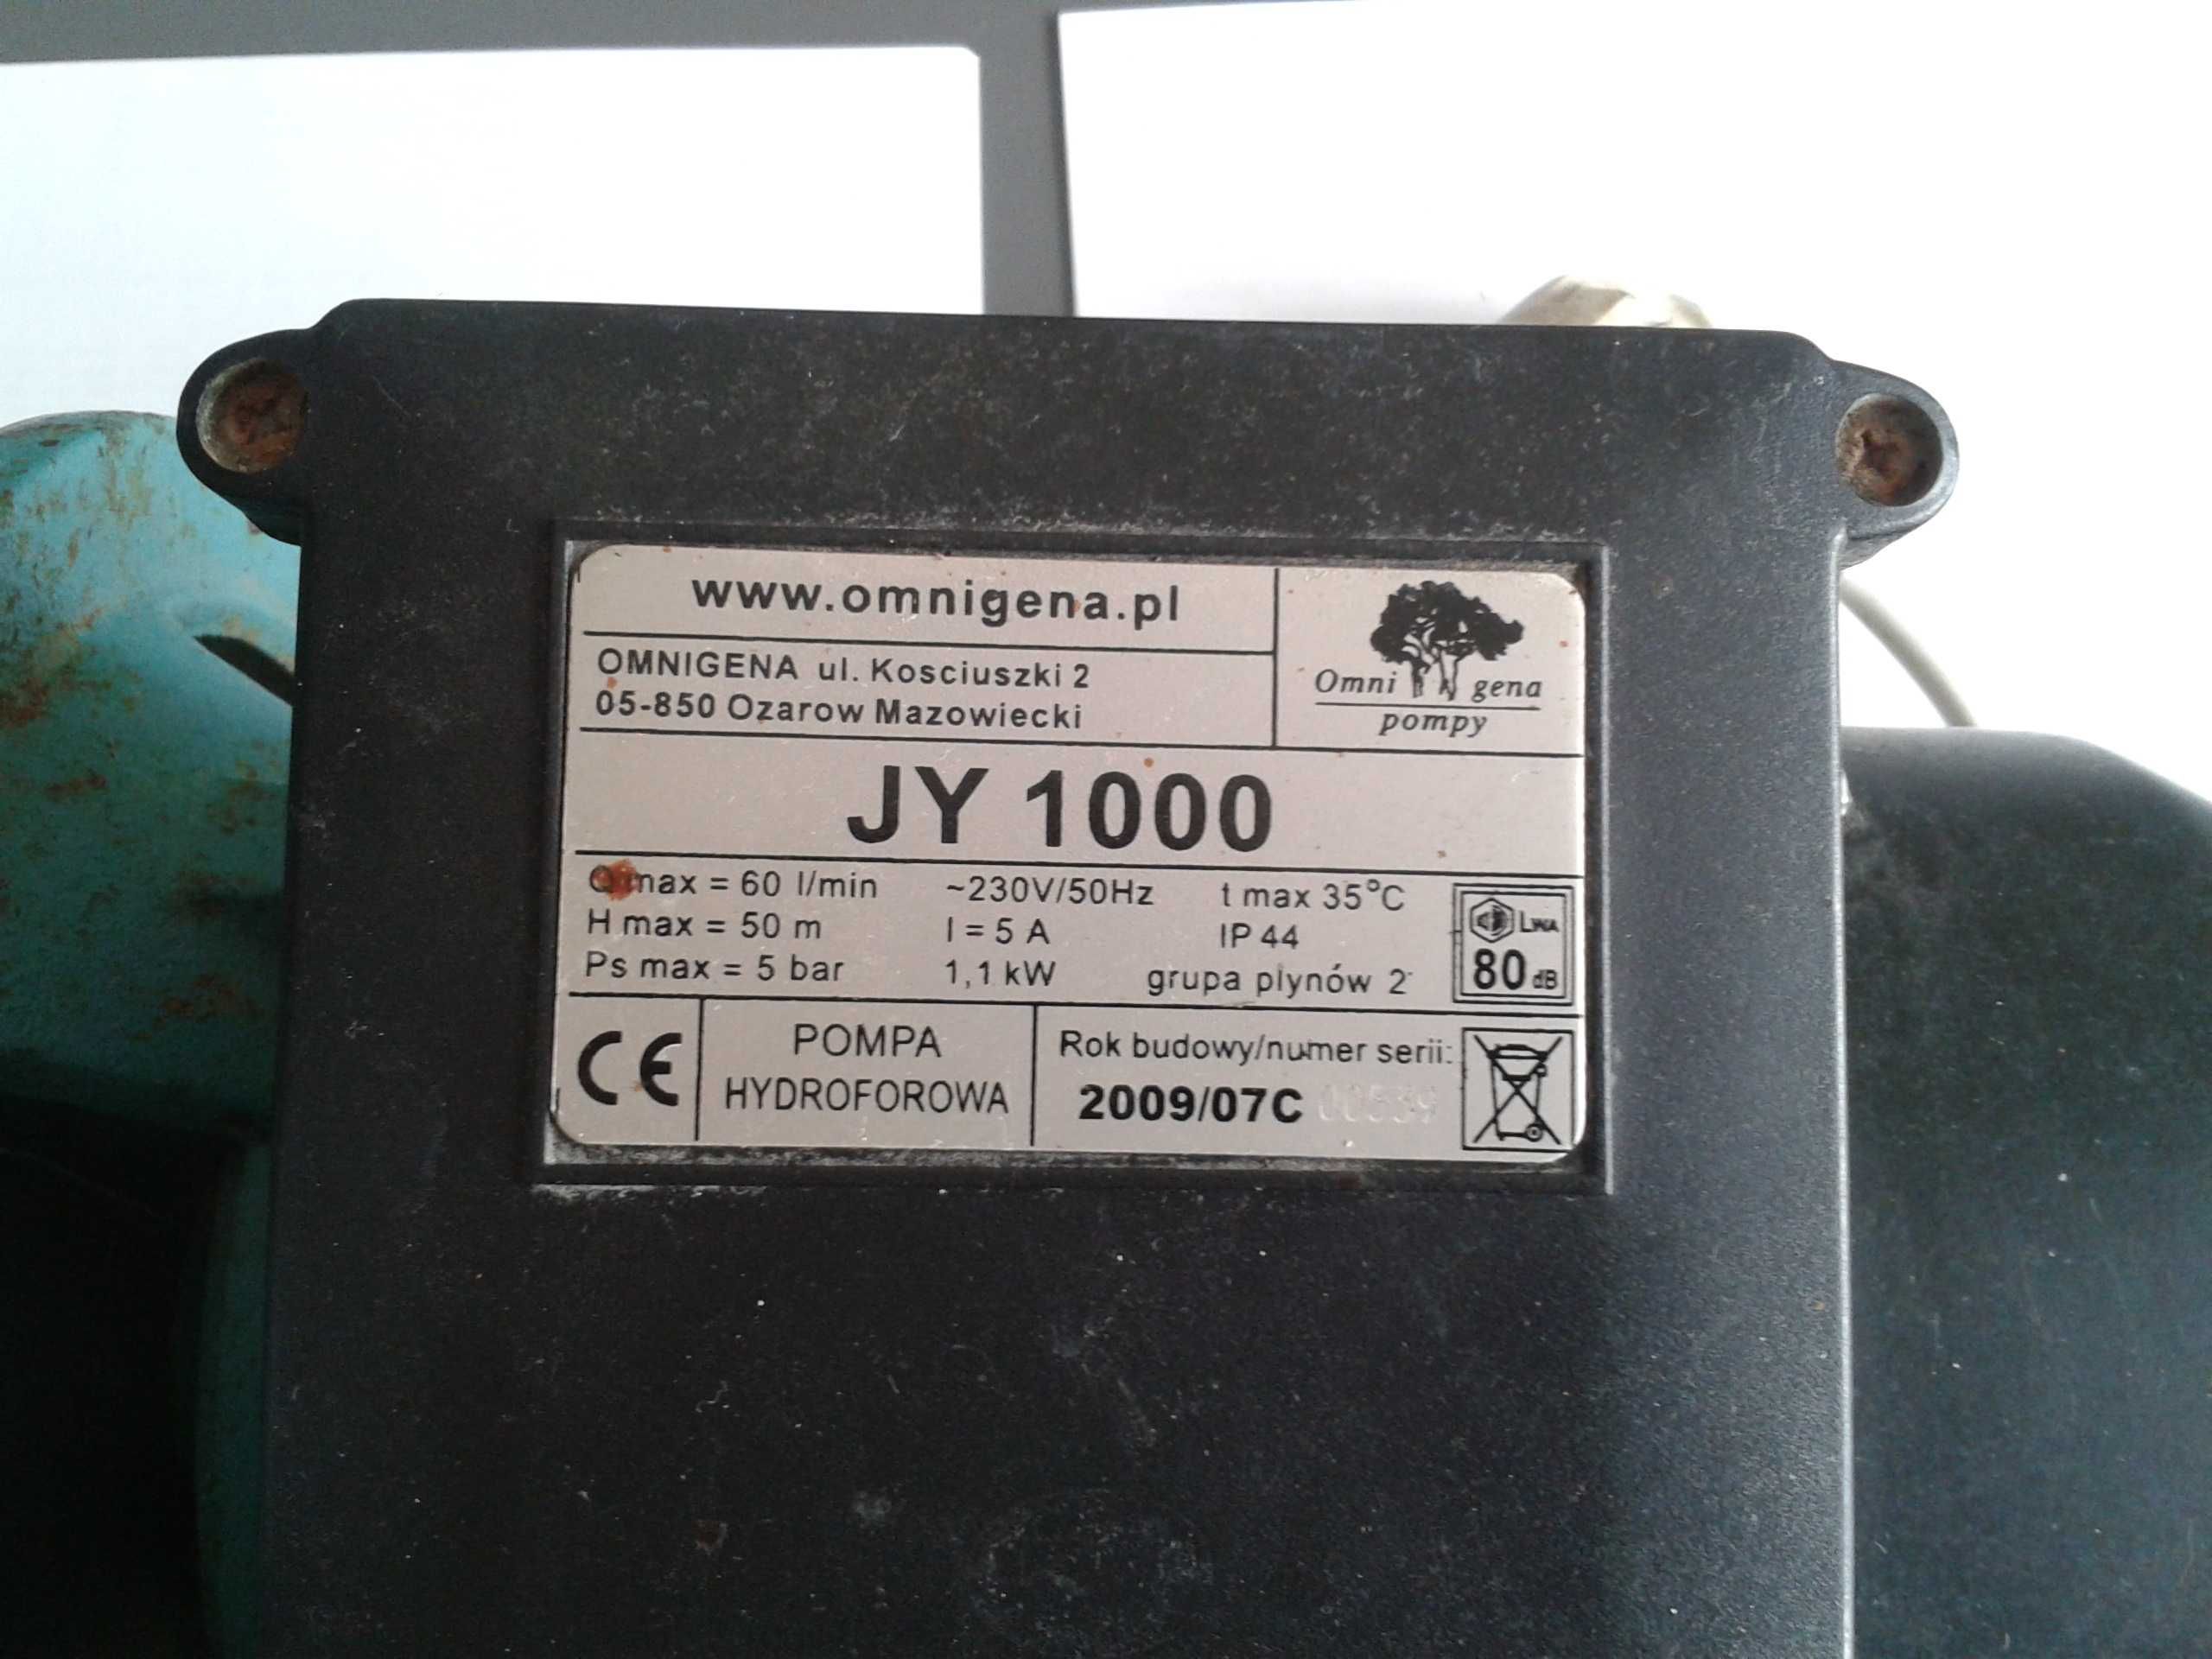 www.omnigena.pl
OMNIGENA ul. Kosciuszki 2
05-850 Ozarow Mazowiecki
Omni gena
pompy
JY 1000
Q max = 60 l/min ~230V/50Hz t max 35°C
H max = 50 m I = 5 A IP 44
Ps max = 5 bar 1,1 kW grupa plynów 2
LWA
80 dB
CE
POMPA
HYDROFOROWA
Rok budowy/numer serii:
2009/07C